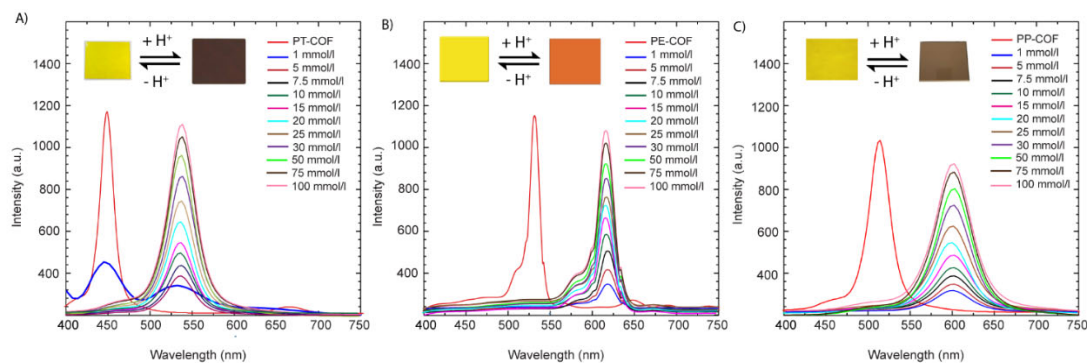 A)
+ H⁺
- H⁺
PT-COF
1 mmol/l
5 mmol/l
7.5 mmol/l
10 mmol/l
15 mmol/l
20 mmol/l
25 mmol/l
30 mmol/l
50 mmol/l
75 mmol/l
100 mmol/l
Intensity (a.u.)
1400
1200
1000
800
600
400
400 450 500 550 600 650 700 750
Wavelength (nm)
B)
+ H⁺
- H⁺
PE-COF
1 mmol/l
5 mmol/l
7.5 mmol/l
10 mmol/l
15 mmol/l
20 mmol/l
25 mmol/l
30 mmol/l
50 mmol/l
75 mmol/l
100 mmol/l
Intensity (a.u.)
1400
1200
1000
800
600
400
400 450 500 550 600 650 700 750
Wavelength (nm)
C)
+ H⁺
- H⁺
PP-COF
1 mmol/l
5 mmol/l
7.5 mmol/l
10 mmol/l
15 mmol/l
20 mmol/l
25 mmol/l
30 mmol/l
50 mmol/l
75 mmol/l
100 mmol/l
Intensity (a.u.)
1400
1200
1000
800
600
400
400 450 500 550 600 650 700 750
Wavelength (nm)